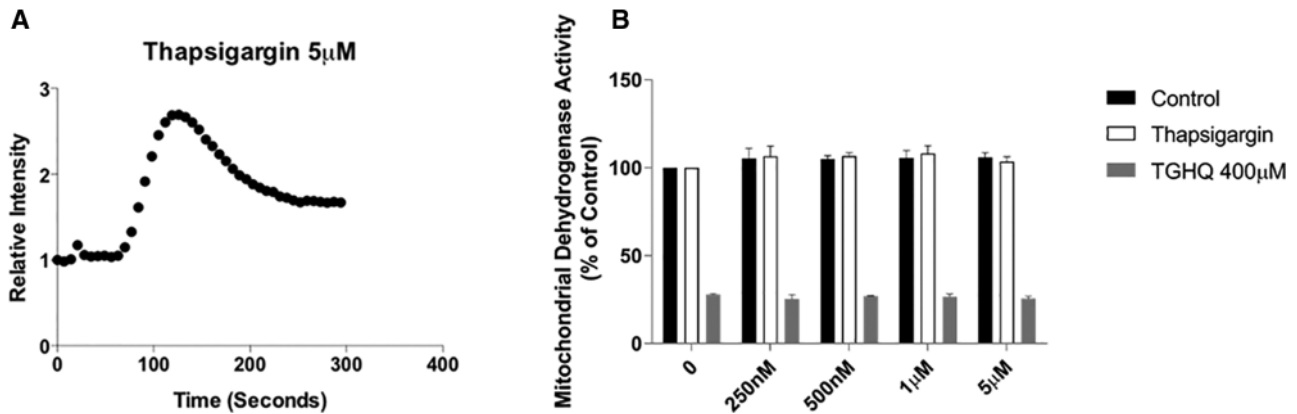 A
Thapsigargin 5μM
Relative Intensity
3
2
1
0
0 100 200 300 400
Time (Seconds)
B
Mitochondrial Dehydrogenase Activity
(% of Control)
150
100
50
0
0 250nM 500nM 1μM 5μM
Control
Thapsigargin
TGHQ 400μM